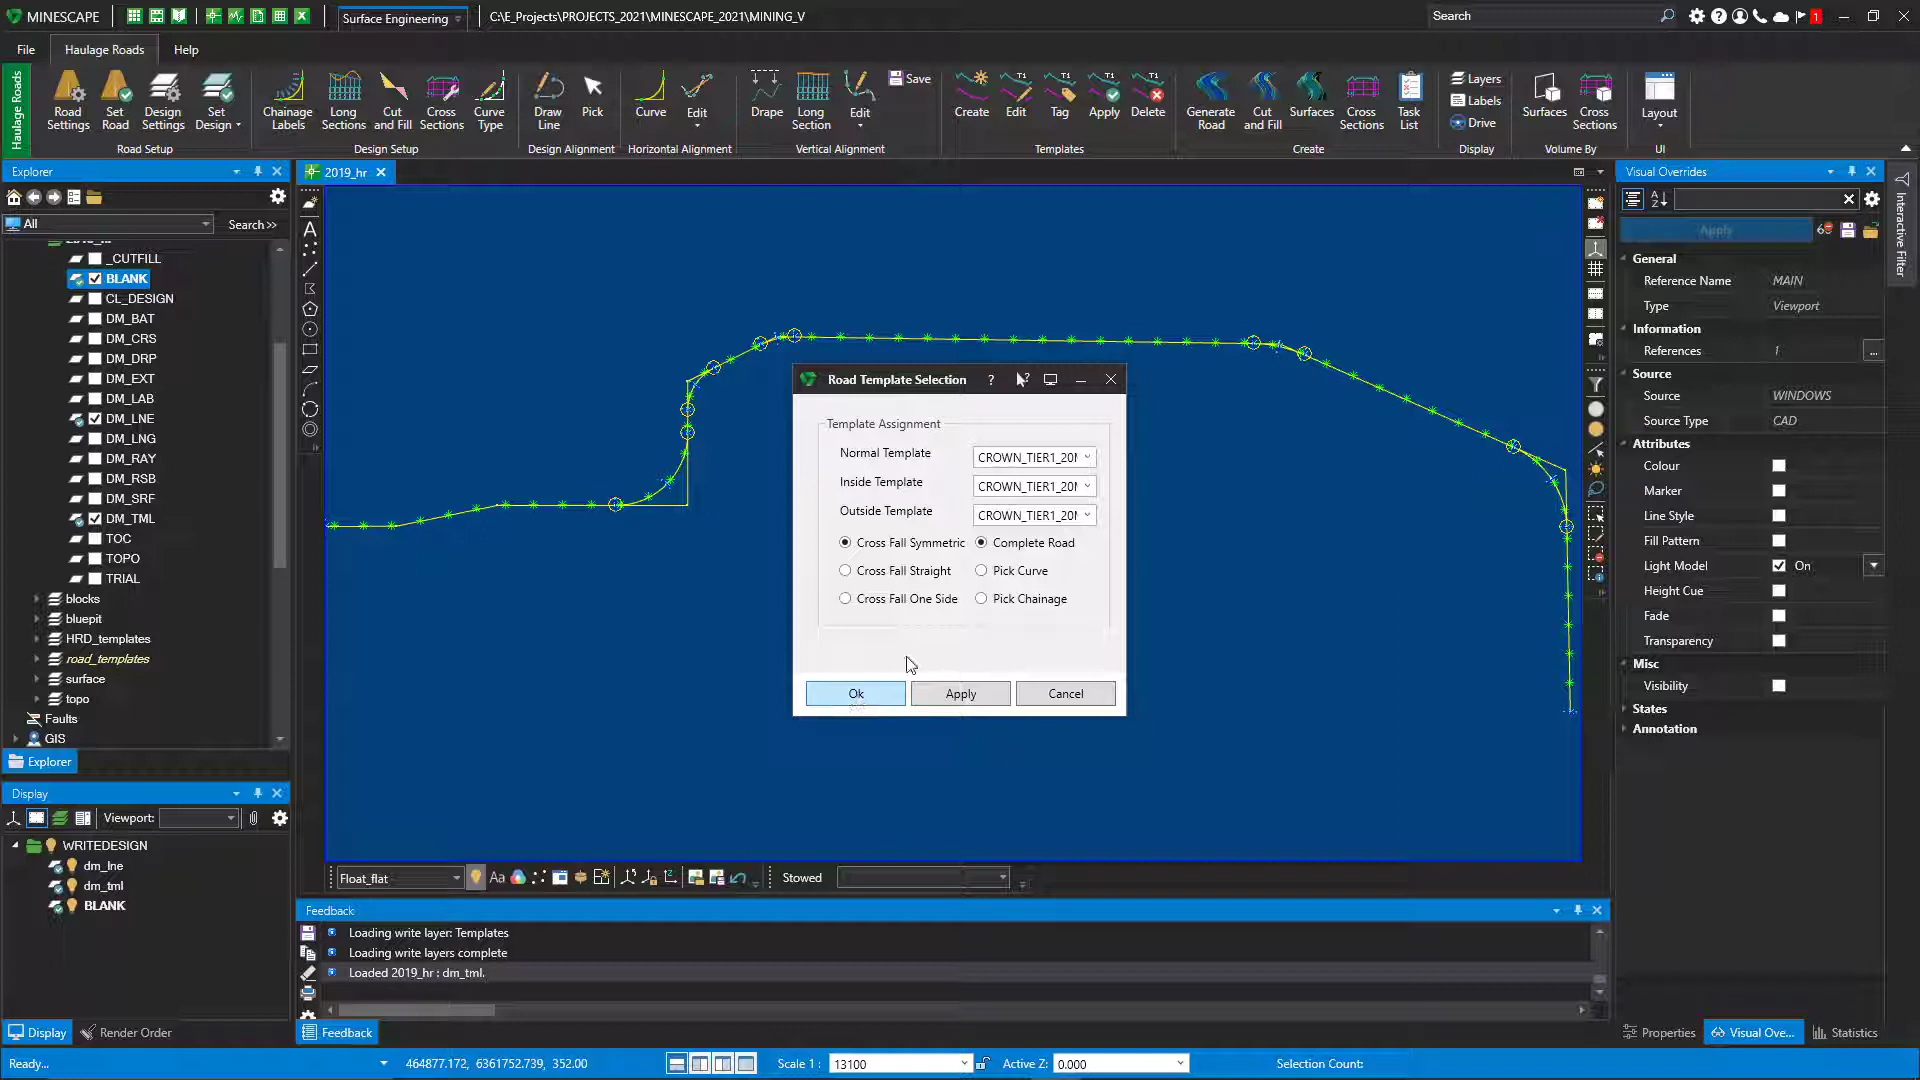 MINESCAPE
Surface Engineering
C:\E_Projects\PROJECTS_2021\MINESCAPE_2021\MINING_V
Search
1
File
Haulage Roads
Help
Haulage Roads
Road Settings
Set Road
Design Settings
Set Design
Road Setup
Chainage Labels
Long Sections
Cut and Fill
Cross Sections
Curve Type
Design Setup
Draw Line
Pick
Design Alignment
Curve
Edit
Horizontal Alignment
Drape
Long Section
Edit
Save
Vertical Alignment
Create
Edit
Tag
Apply
Delete
Templates
Generate Road
Cut and Fill
Surfaces
Cross Sections
Task List
Create
Layers
Labels
Drive
Display
Surfaces
Cross Sections
Volume By
Layout
UI
Explorer
All
Search>>
_CUTFILL
BLANK
CL_DESIGN
DM_BAT
DM_CRS
DM_DRP
DM_EXT
DM_LAB
DM_LNE
DM_LNG
DM_RAY
DM_RSB
DM_SRF
DM_TML
TOC
TOPO
TRIAL
blocks
bluepit
HRD_templates
road_templates
surface
topo
Faults
GIS
Explorer
Display
Viewport:
WRITEDESIGN
dm_lne
dm_tml
BLANK
Display
Render Order
2019_hr
Road Template Selection
Template Assignment
Normal Template
CROWN_TIER1_20
Inside Template
CROWN_TIER1_20
Outside Template
CROWN_TIER1_20
Cross Fall Symmetric
Complete Road
Cross Fall Straight
Pick Curve
Cross Fall One Side
Pick Chainage
Ok
Apply
Cancel
Float_flat
Aa
Stowed
Feedback
Loading write layer: Templates
Loading write layers complete
Loaded 2019_hr : dm_tml.
Feedback
Visual Overrides
Interactive Filter
Apply
General
Reference Name
MAIN
Type
Viewport
Information
References
1
...
Source
Source
WINDOWS
Source Type
CAD
Attributes
Colour
Marker
Line Style
Fill Pattern
Light Model
On
Height Cue
Fade
Transparency
Misc
Visibility
States
Annotation
Properties
Visual Ove...
Statistics
Ready...
464877.172, 6361752.739, 352.00
Scale 1 :
13100
Active Z:
0.000
Selection Count: